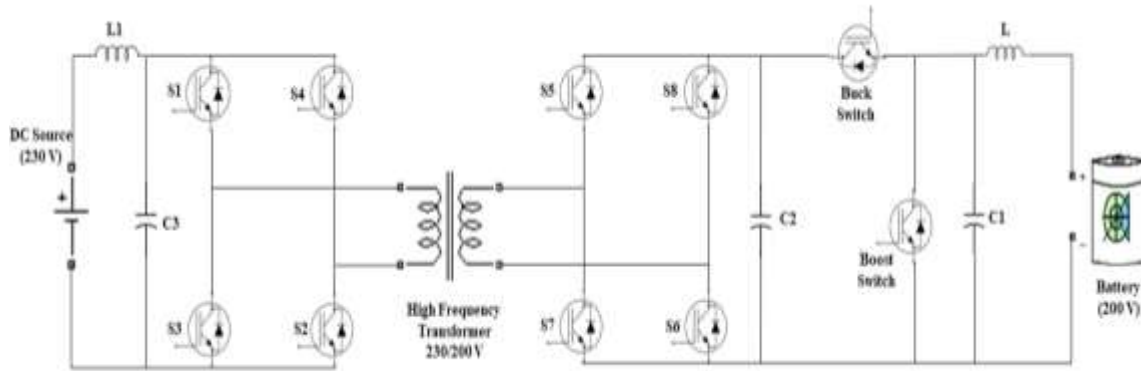 L1
S1
S4
DC Source
(230 V)
+
C3
S3
S2
High Frequency
Transformer
230/200 V
S5
S8
S7
S6
C2
Buck
Switch
Boost
Switch
L
C1
+
-
Battery
(200 V)